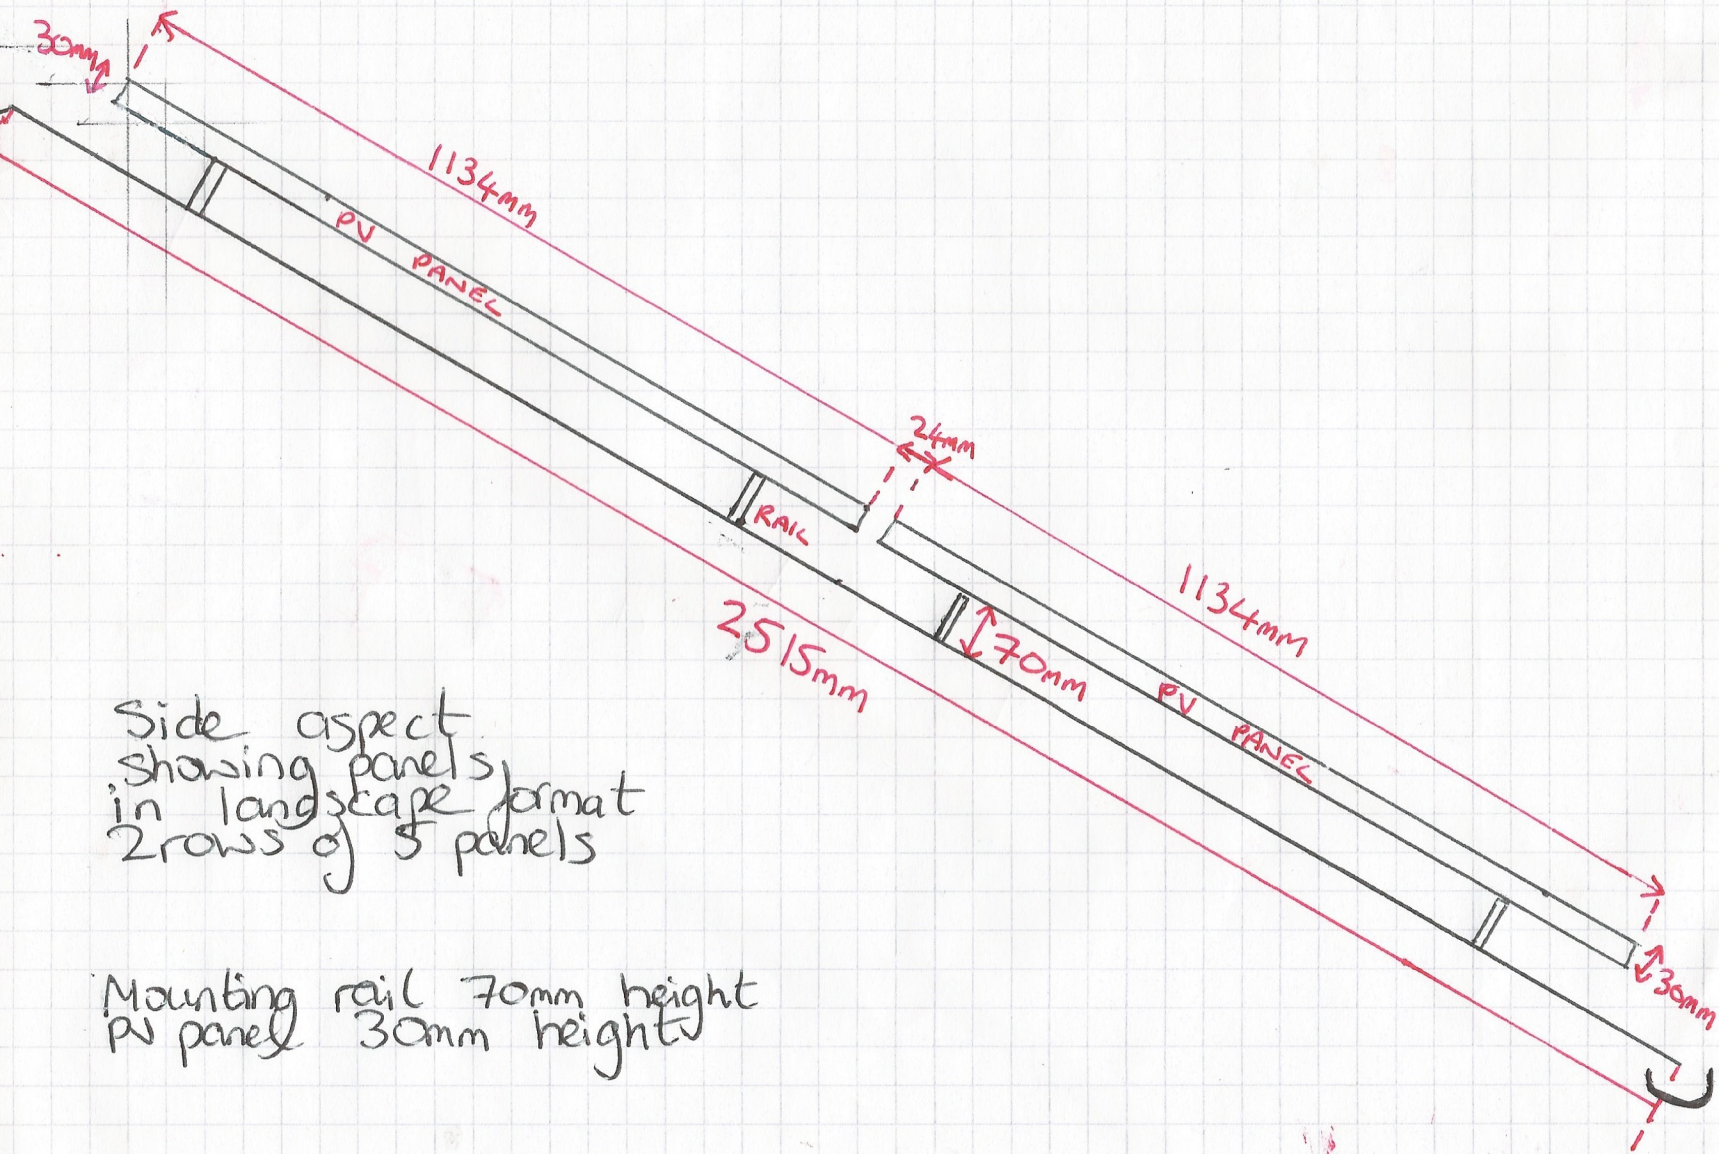 30mm
1134mm
PV PANEL
24mm
RAIL
1134mm
70mm
2515mm
PV PANEL
30mm
Side aspect
showing panels
in landscape format
2 rows of 5 panels
Mounting rail 70mm height
PV panel 30mm height